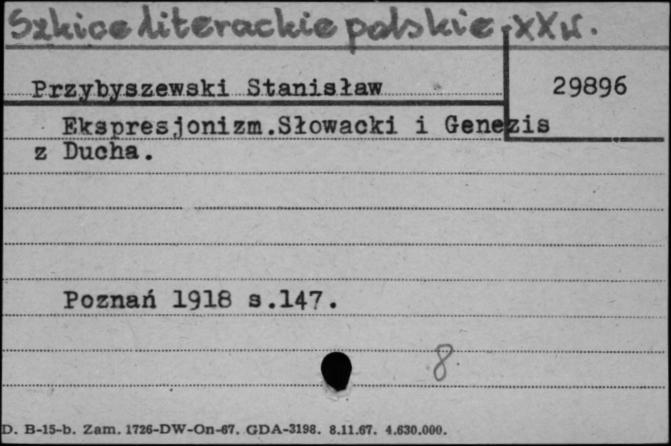 Szkice literackie polskie XX w.
Przybyszewski Stanisław 29896
Ekspresjonizm.Słowacki i Genezis
z Ducha.
Poznań 1918 s.147.
8
D. B-15-b. Zam. 1726-DW-On-67. GDA-3198. 8.11.67. 4.630.000.